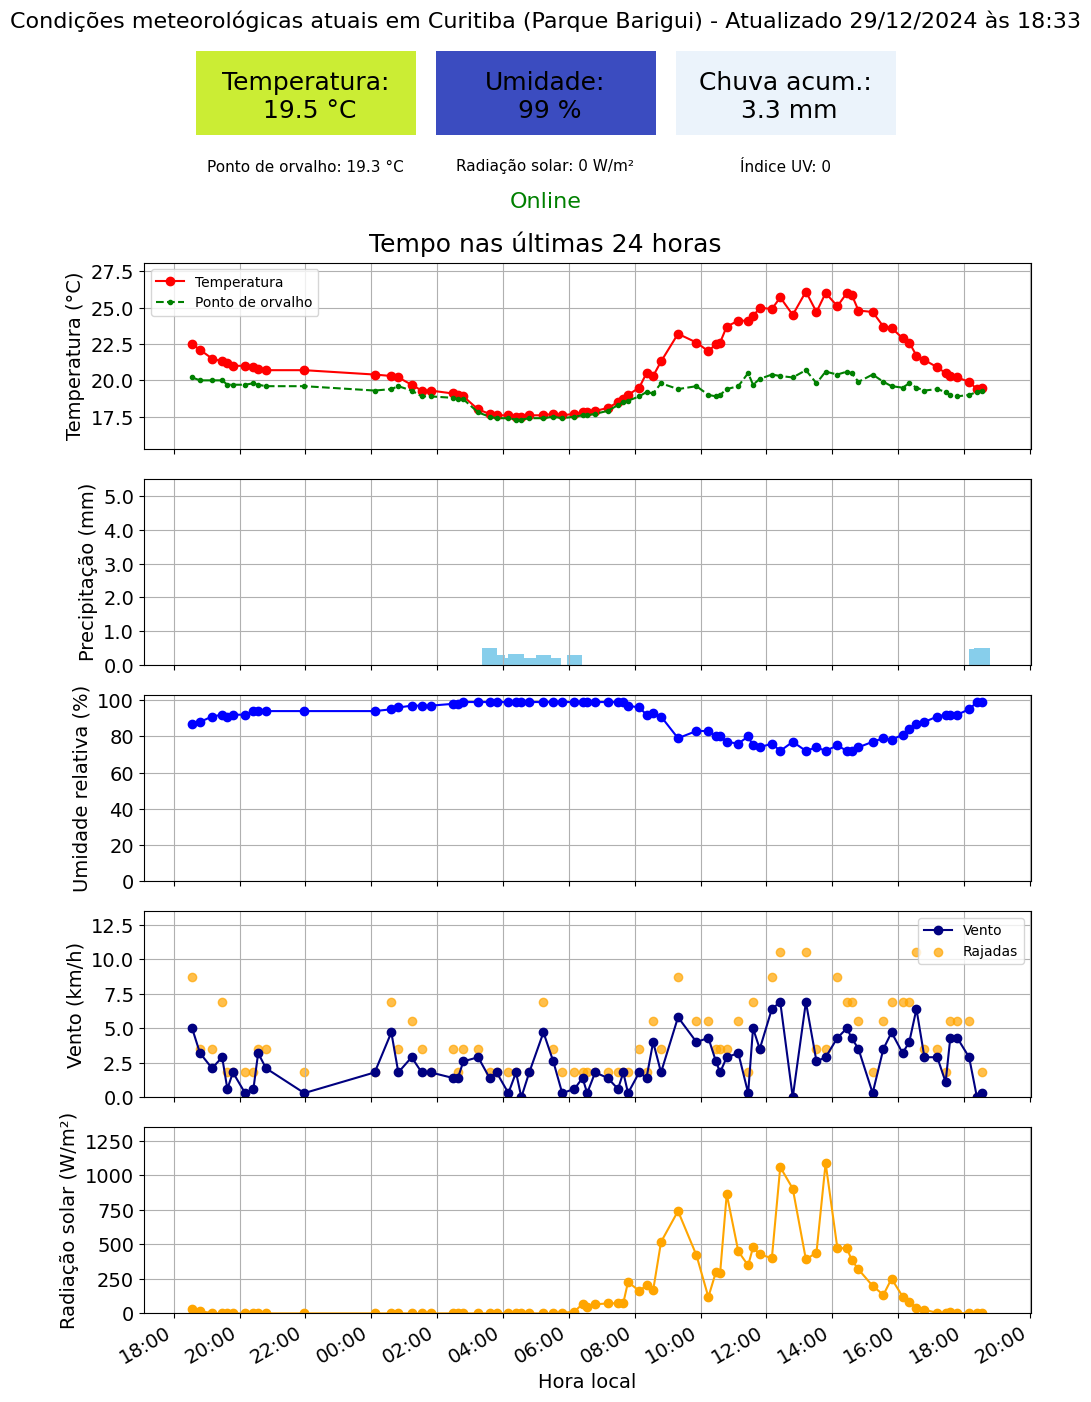 Condições meteorológicas atuais em Curitiba (Parque Barigui) - Atualizado 29/12/2024 às 18:33
Temperatura:
19.5 °C
Umidade:
99 %
Chuva acum.:
3.3 mm
Ponto de orvalho: 19.3 °C
Radiação solar: 0 W/m²
Índice UV: 0
Online
Tempo nas últimas 24 horas
Temperatura (°C)
27.5
25.0
22.5
20.0
17.5
Temperatura
Ponto de orvalho
Precipitação (mm)
5.0
4.0
3.0
2.0
1.0
0.0
Umidade relativa (%)
100
80
60
40
20
0
Vento (km/h)
12.5
10.0
7.5
5.0
2.5
0.0
Vento
Rajadas
Radiação solar (W/m²)
1250
1000
750
500
250
0
18:00
20:00
22:00
00:00
02:00
04:00
06:00
08:00
10:00
12:00
14:00
16:00
18:00
20:00
Hora local